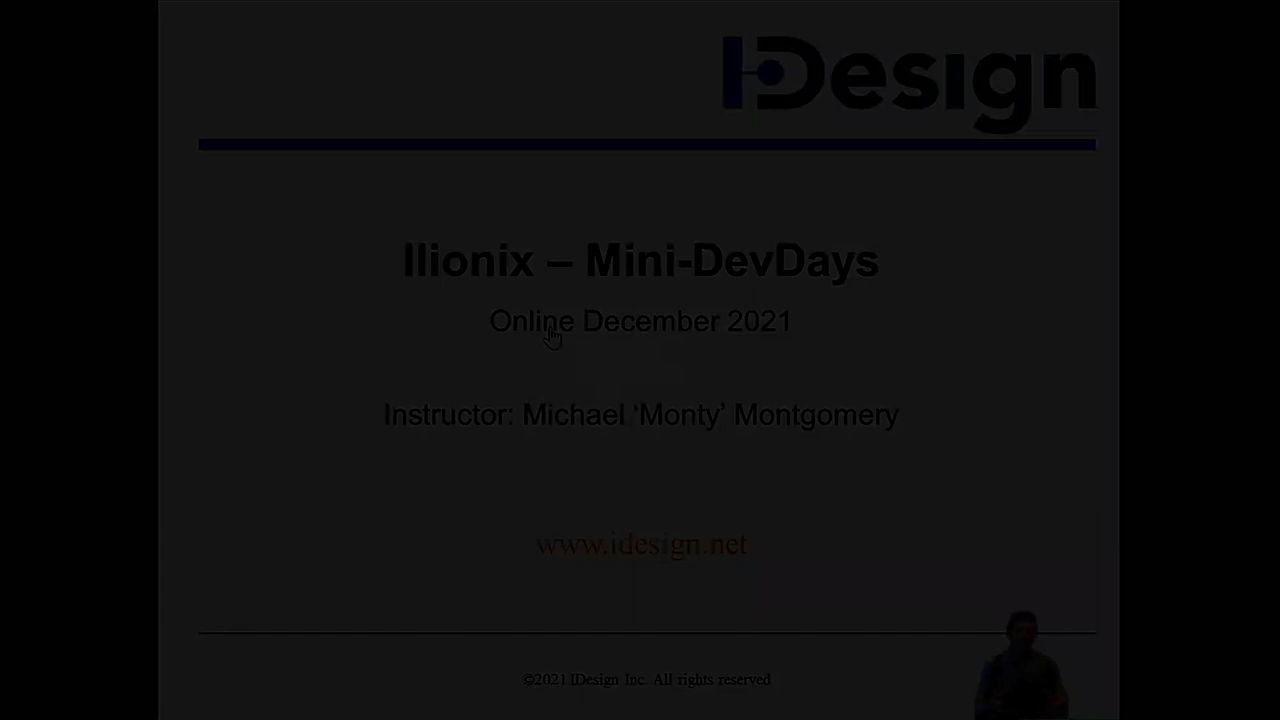 IDesign
Ilionix – Mini-DevDays
Online December 2021
Instructor: Michael ‘Monty’ Montgomery
www.idesign.net
©2021 IDesign Inc. All rights reserved